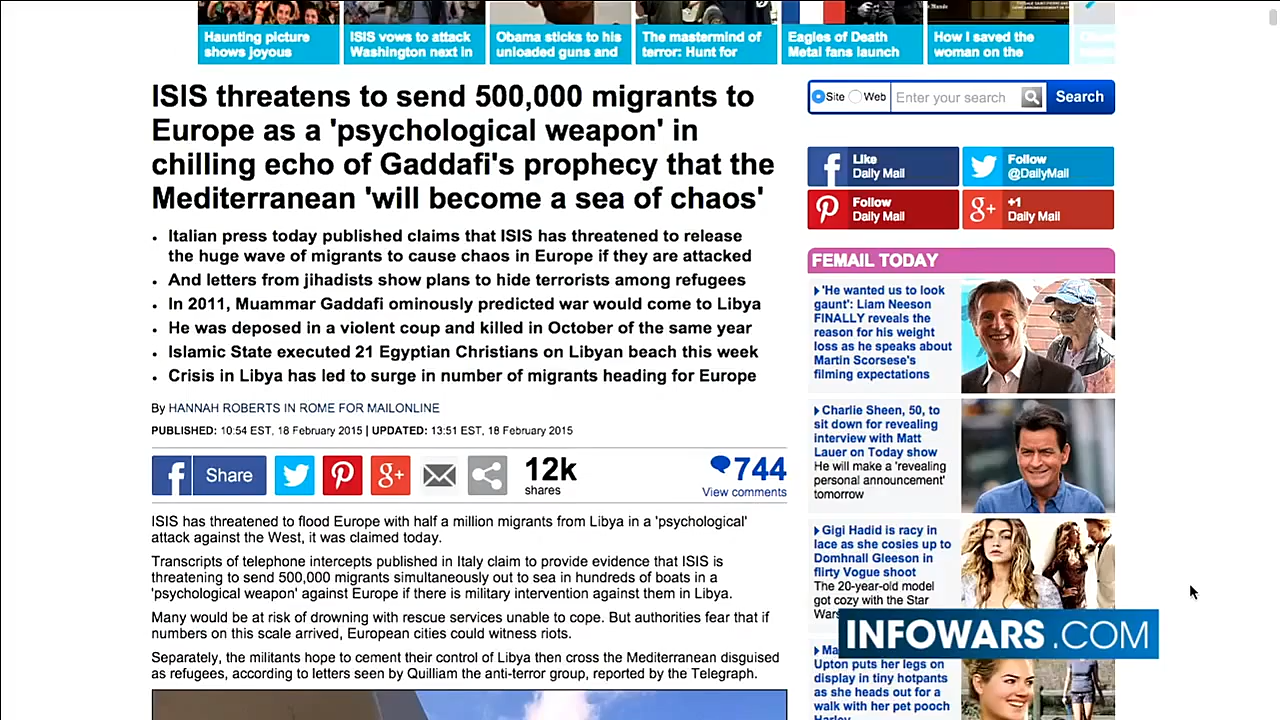 Haunting picture
shows joyous
ISIS vows to attack
Washington next in
Obama sticks to his
unloaded guns and
The mastermind of
terror: Hunt for
Eagles of Death
Metal fans launch
How I saved the
woman on the
ISIS threatens to send 500,000 migrants to
Europe as a 'psychological weapon' in
chilling echo of Gaddafi's prophecy that the
Mediterranean 'will become a sea of chaos'
• Italian press today published claims that ISIS has threatened to release
the huge wave of migrants to cause chaos in Europe if they are attacked
• And letters from jihadists show plans to hide terrorists among refugees
• In 2011, Muammar Gaddafi ominously predicted war would come to Libya
• He was deposed in a violent coup and killed in October of the same year
• Islamic State executed 21 Egyptian Christians on Libyan beach this week
• Crisis in Libya has led to surge in number of migrants heading for Europe
By HANNAH ROBERTS IN ROME FOR MAILONLINE
PUBLISHED: 10:54 EST, 18 February 2015 | UPDATED: 13:51 EST, 18 February 2015
f Share
g+
12k
shares
744
View comments
ISIS has threatened to flood Europe with half a million migrants from Libya in a 'psychological'
attack against the West, it was claimed today.
Transcripts of telephone intercepts published in Italy claim to provide evidence that ISIS is
threatening to send 500,000 migrants simultaneously out to sea in hundreds of boats in a
'psychological weapon' against Europe if there is military intervention against them in Libya.
Many would be at risk of drowning with rescue services unable to cope. But authorities fear that if
numbers on this scale arrived, European cities could witness riots.
Separately, the militants hope to cement their control of Libya then cross the Mediterranean disguised
as refugees, according to letters seen by Quilliam the anti-terror group, reported by the Telegraph.
Site Web Enter your search Search
f Like
Daily Mail
Follow
@DailyMail
Follow
Daily Mail
g+ +1
Daily Mail
FEMAIL TODAY
'He wanted us to look
gaunt': Liam Neeson
FINALLY reveals the
reason for his weight
loss as he speaks about
Martin Scorsese's
filming expectations
Charlie Sheen, 50, to
sit down for revealing
interview with Matt
Lauer on Today show
He will make a 'revealing
personal announcement'
tomorrow
Gigi Hadid is racy in
lace as she cosies up to
Domhnall Gleeson in
flirty Vogue shoot
The 20-year-old model
got cozy with the Star
Wars
INFOWARS.COM
Upton puts her legs on
display in tiny hotpants
as she heads out for a
walk with her pet pooch
Harley